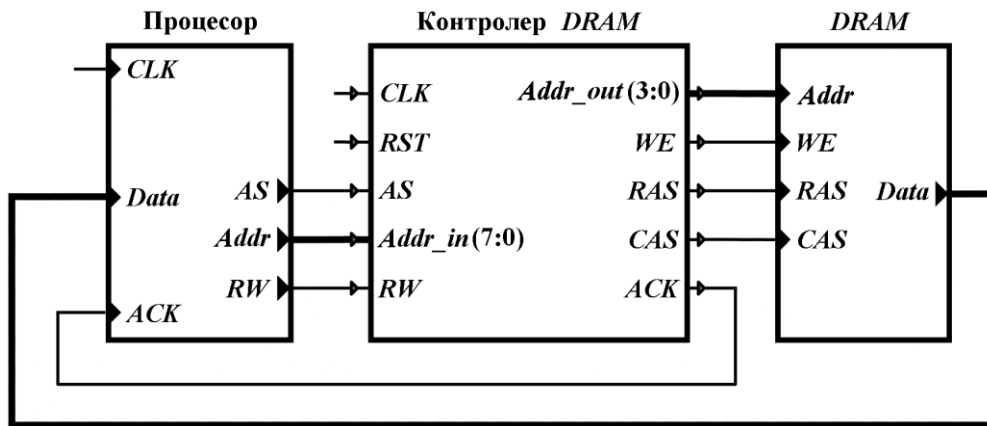 Процесор
CLK
Data
AS
Addr
RW
ACK
Контролер DRAM
CLK
RST
AS
Addr_in(7:0)
RW
Addr_out(3:0)
WE
RAS
CAS
ACK
DRAM
Addr
WE
RAS
CAS
Data